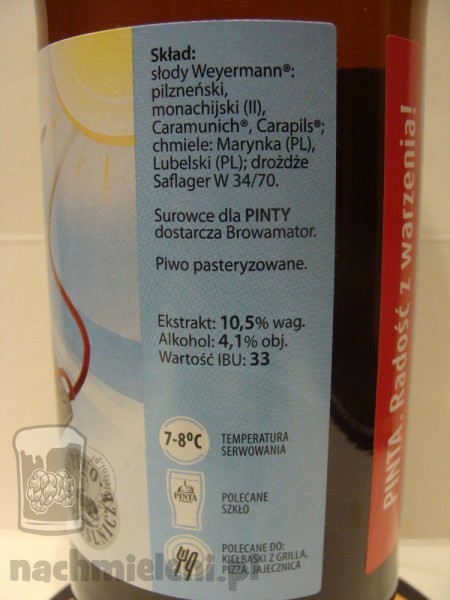 Skład:
słody Weyermann®:
pilzneński,
monachijski (II),
Caramunich®, Carapils®;
chmiele: Marynka (PL),
Lubelski (PL); drożdże
Saflager W 34/70.
Surowce dla PINTY
dostarcza Browamator.
Piwo pasteryzowane.
Ekstrakt: 10,5% wag.
Alkohol: 4,1% obj.
Wartość IBU: 33
7-8°C
TEMPERATURA
SERWOWANIA
PINTA
POLECANE
SZKŁO
POLECANE DO:
KIEŁBASKI Z GRILLA,
PIZZA, JAJECZNICA
PINTA. Radość z warzenia!
nachmieleni.pl